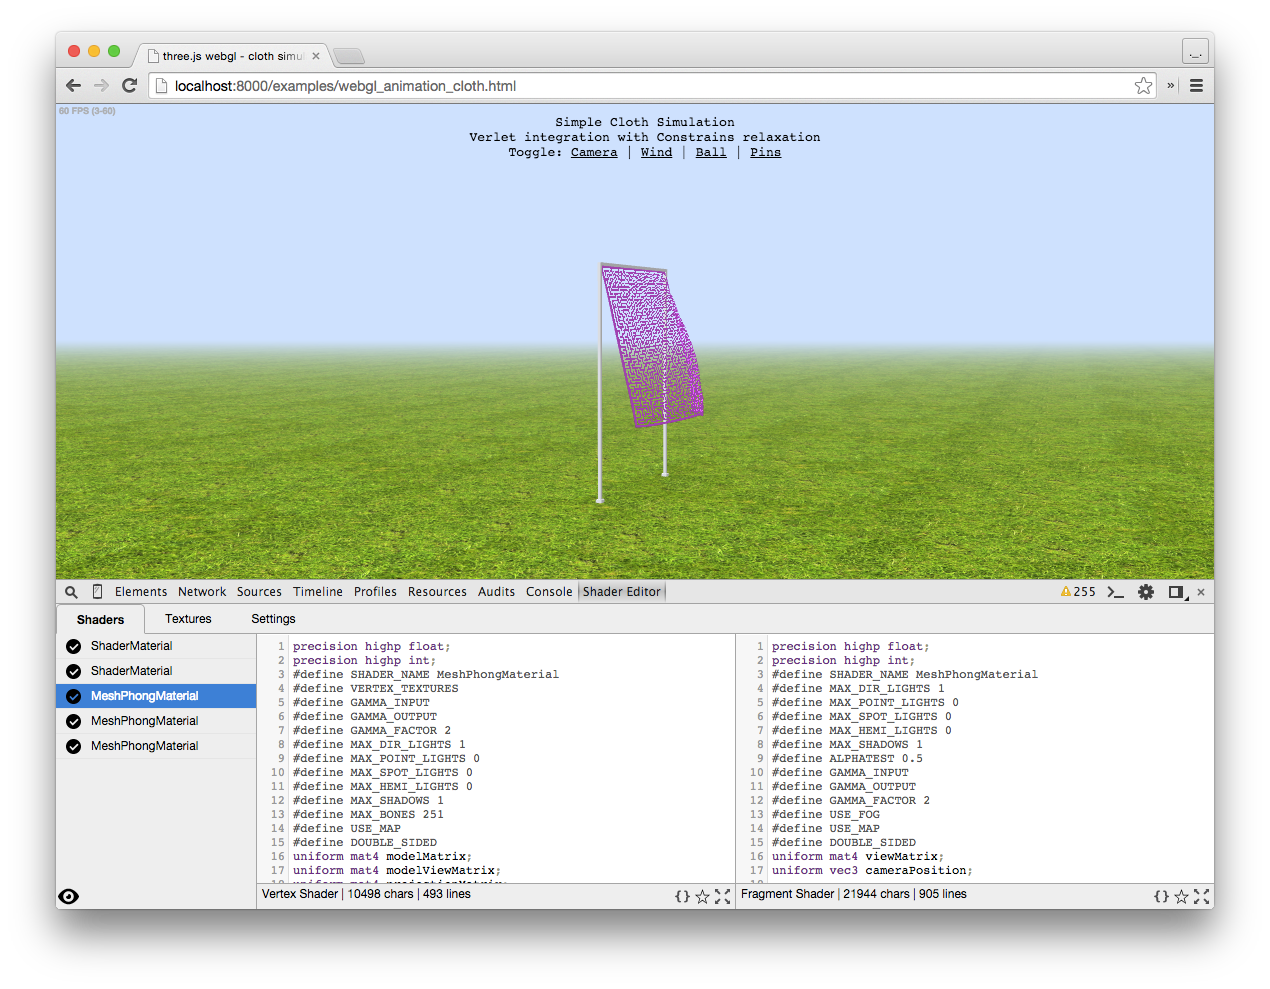 three.js webgl - cloth simu
localhost:8000/examples/webgl_animation_cloth.html
60 FPS (3-60)
Simple Cloth Simulation
Verlet integration with Constrains relaxation
Toggle: Camera | Wind | Ball | Pins
Elements Network Sources Timeline Profiles Resources Audits Console Shader Editor 255
Shaders Textures Settings
ShaderMaterial
ShaderMaterial
MeshPhongMaterial
MeshPhongMaterial
MeshPhongMaterial
1 precision highp float;
2 precision highp int;
3 #define SHADER_NAME MeshPhongMaterial
4 #define VERTEX_TEXTURES
5 #define GAMMA_INPUT
6 #define GAMMA_OUTPUT
7 #define GAMMA_FACTOR 2
8 #define MAX_DIR_LIGHTS 1
9 #define MAX_POINT_LIGHTS 0
10 #define MAX_SPOT_LIGHTS 0
11 #define MAX_HEMI_LIGHTS 0
12 #define MAX_SHADOWS 1
13 #define MAX_BONES 251
14 #define USE_MAP
15 #define DOUBLE_SIDED
16 uniform mat4 modelMatrix;
17 uniform mat4 modelViewMatrix;
18 uniform mat4 projectionMatrix;
Vertex Shader | 10498 chars | 493 lines
1 precision highp float;
2 precision highp int;
3 #define SHADER_NAME MeshPhongMaterial
4 #define MAX_DIR_LIGHTS 1
5 #define MAX_POINT_LIGHTS 0
6 #define MAX_SPOT_LIGHTS 0
7 #define MAX_HEMI_LIGHTS 0
8 #define MAX_SHADOWS 1
9 #define ALPHATEST 0.5
10 #define GAMMA_INPUT
11 #define GAMMA_OUTPUT
12 #define GAMMA_FACTOR 2
13 #define USE_FOG
14 #define USE_MAP
15 #define DOUBLE_SIDED
16 uniform mat4 viewMatrix;
17 uniform vec3 cameraPosition;
Fragment Shader | 21944 chars | 905 lines